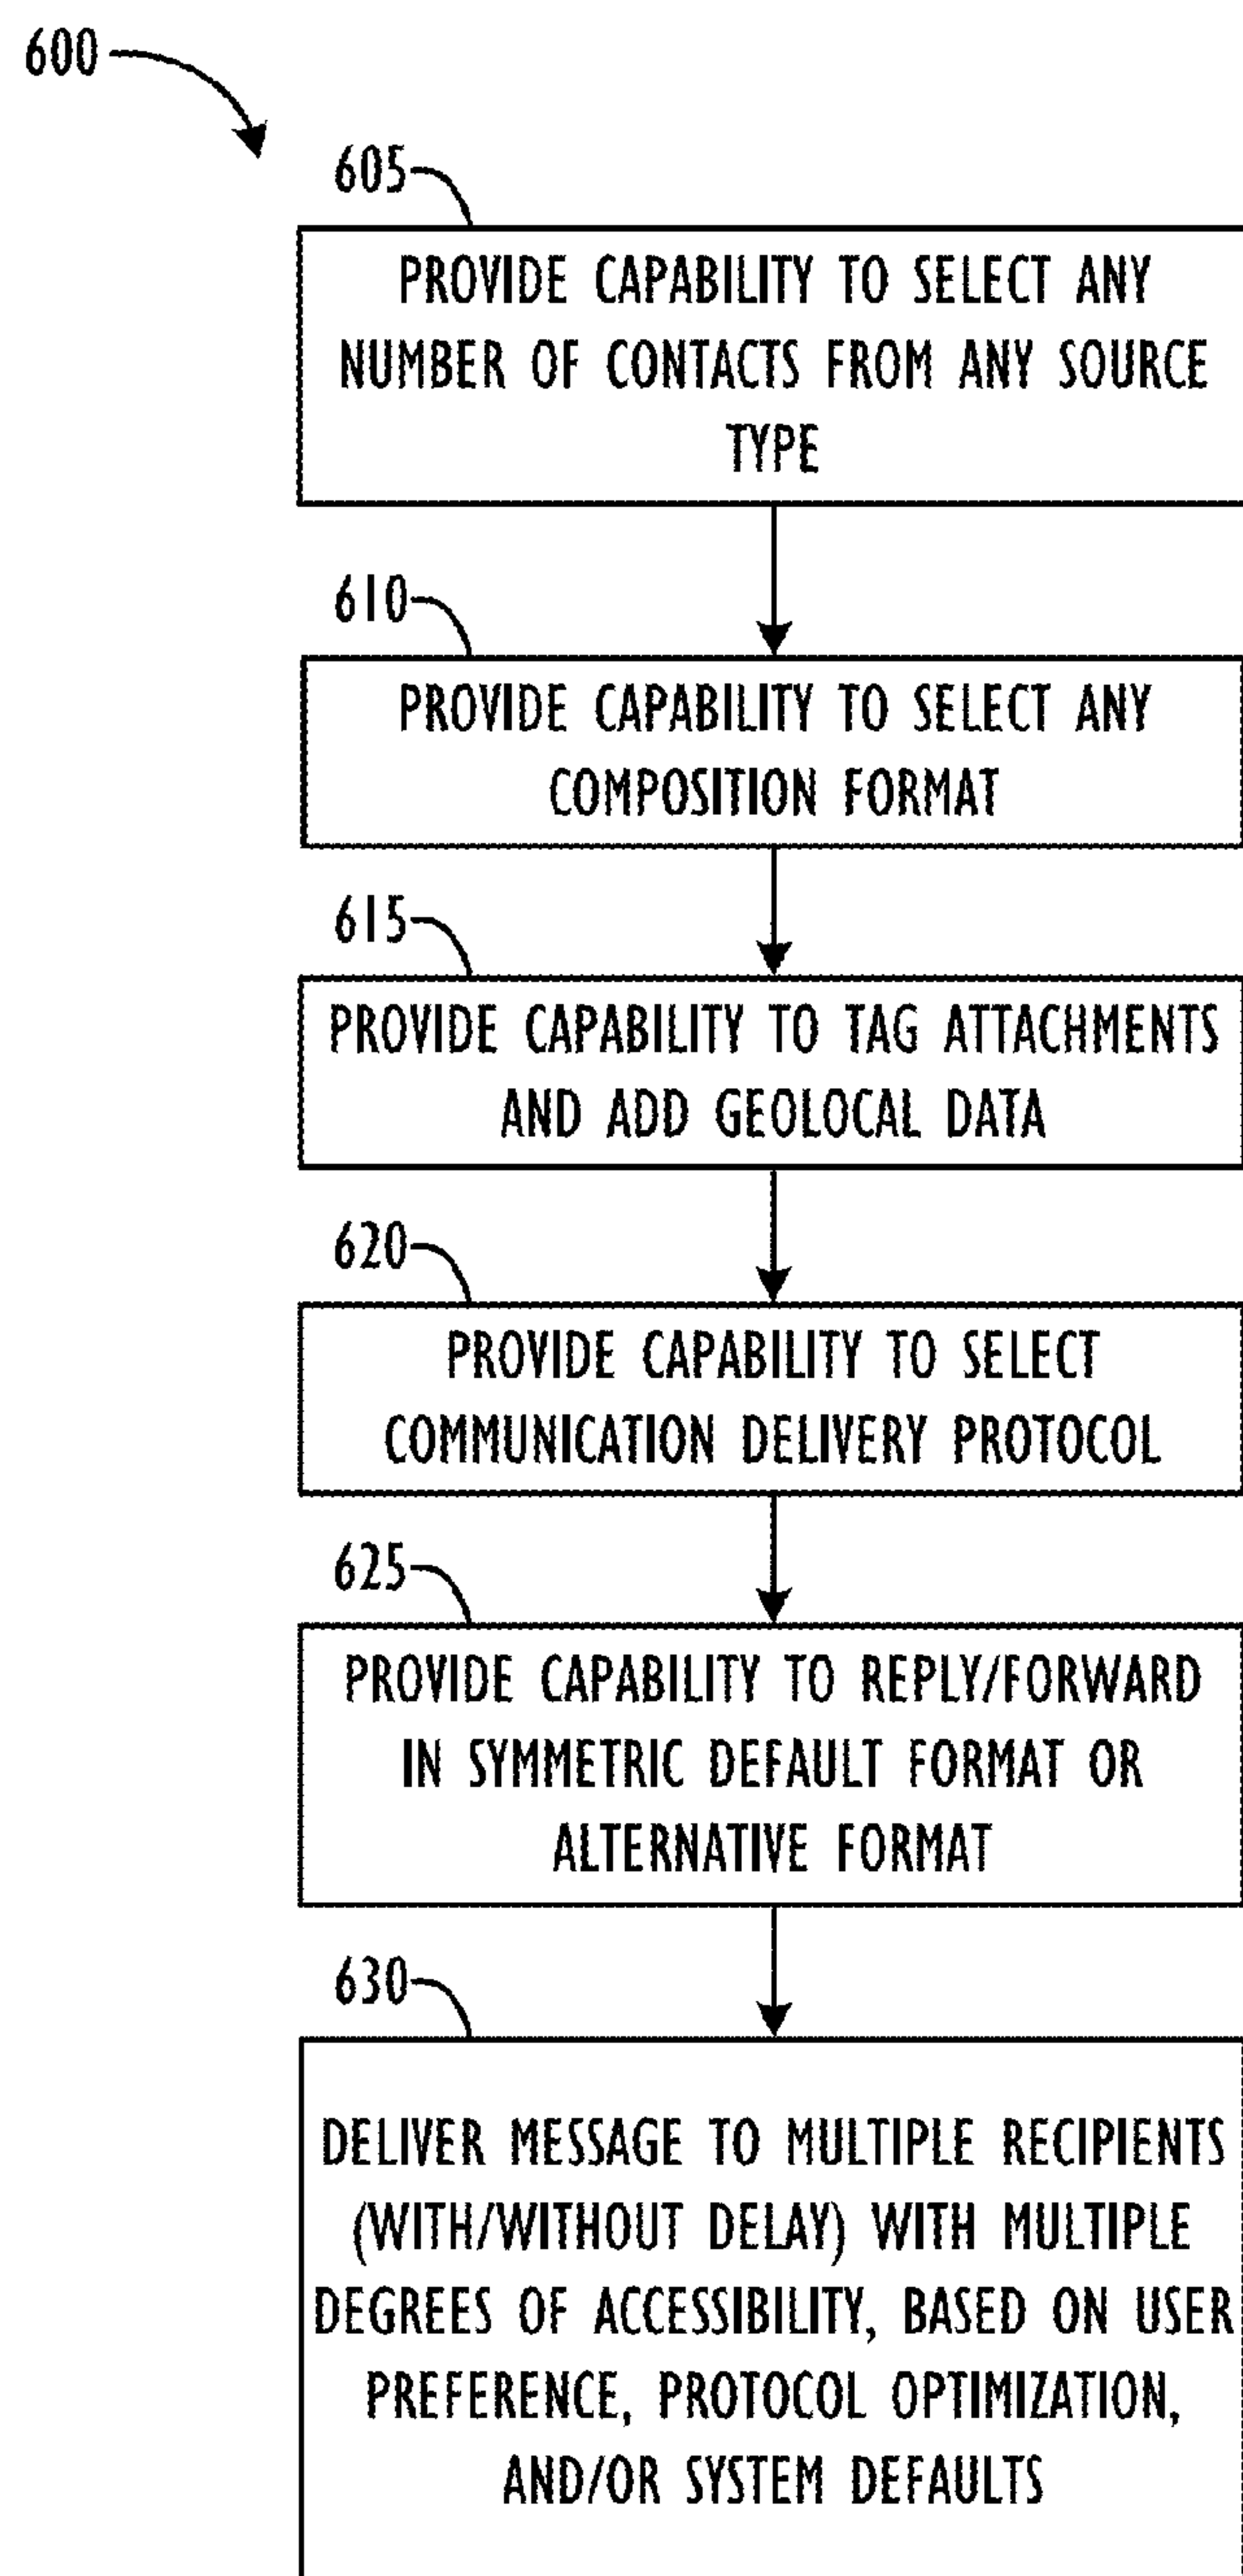 600
605
PROVIDE CAPABILITY TO SELECT ANY
NUMBER OF CONTACTS FROM ANY SOURCE
TYPE
610
PROVIDE CAPABILITY TO SELECT ANY
COMPOSITION FORMAT
615
PROVIDE CAPABILITY TO TAG ATTACHMENTS
AND ADD GEOLOCAL DATA
620
PROVIDE CAPABILITY TO SELECT
COMMUNICATION DELIVERY PROTOCOL
625
PROVIDE CAPABILITY TO REPLY/FORWARD
IN SYMMETRIC DEFAULT FORMAT OR
ALTERNATIVE FORMAT
630
DELIVER MESSAGE TO MULTIPLE RECIPIENTS
(WITH/WITHOUT DELAY) WITH MULTIPLE
DEGREES OF ACCESSIBILITY, BASED ON USER
PREFERENCE, PROTOCOL OPTIMIZATION,
AND/OR SYSTEM DEFAULTS